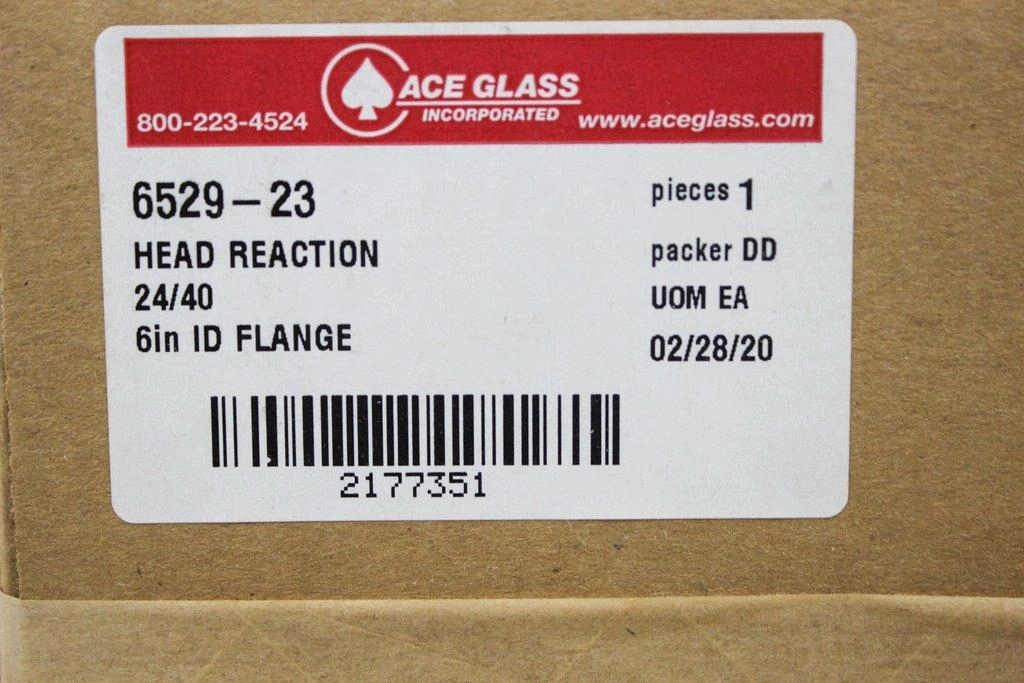 800-223-4524 ACE GLASS INCORPORATED www.aceglass.com
6529-23
HEAD REACTION
24/40
6in ID FLANGE
pieces 1
packer DD
UOM EA
02/28/20
2177351